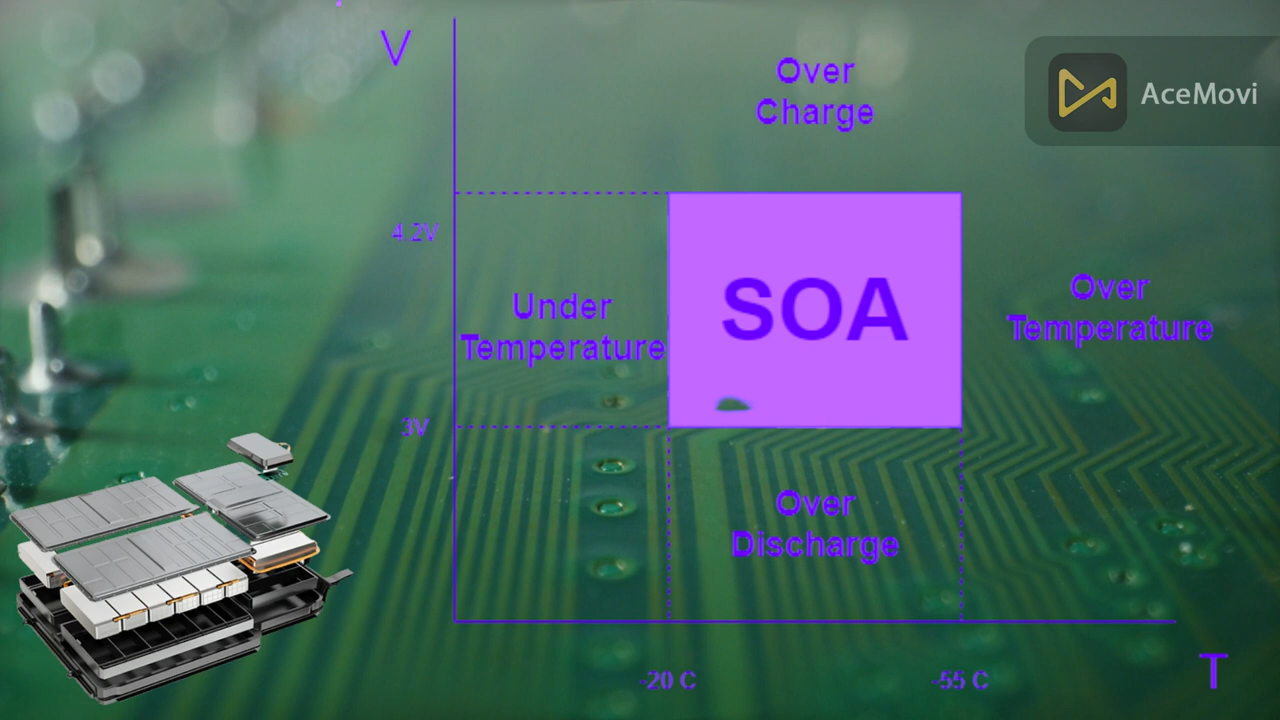 V
Over
Charge
AceMovi
4.2V
Under
Temperature
SOA
Over
Temperature
3V
Over
Discharge
-20 C
-55 C
T